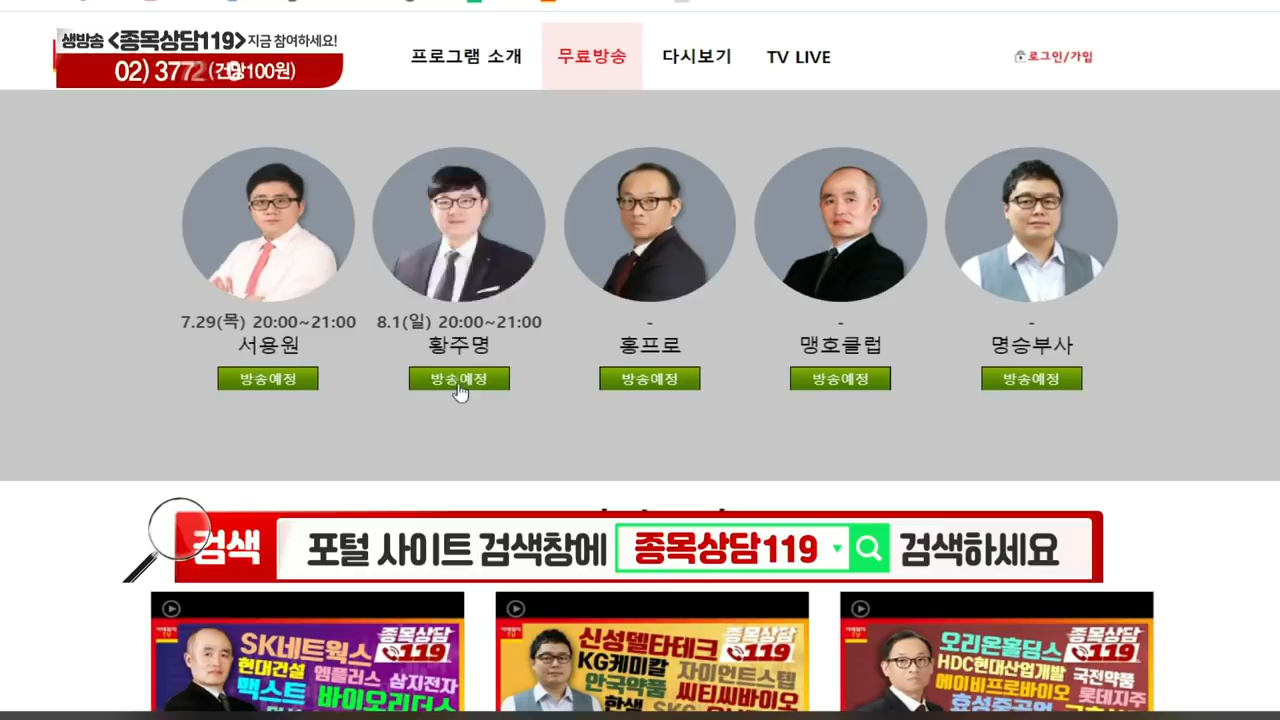 생방송 <종목상담119> 지금 참여하세요!
02) 3772 (건당100원)
프로그램 소개
무료방송
다시보기
TV LIVE
로그인/가입
7.29(목) 20:00~21:00
서용원
방송예정
8.1(일) 20:00~21:00
황주명
방송예정
-
홍프로
방송예정
-
맹호클럽
방송예정
-
명승부사
방송예정
검색
포털 사이트 검색창에 종목상담119 검색하세요
SK네트웍스
종목상담
119
현대건설 엠플러스 삼지전자
맥스트 바이오리더스
신성델타테크
종목상담
119
KG케미칼 자이언트스텝
안국약품 씨티씨바이오
한샘
오리온홀딩스
종목상담
119
HDC현대산업개발 국전약품
에이비프로바이오 롯데지주